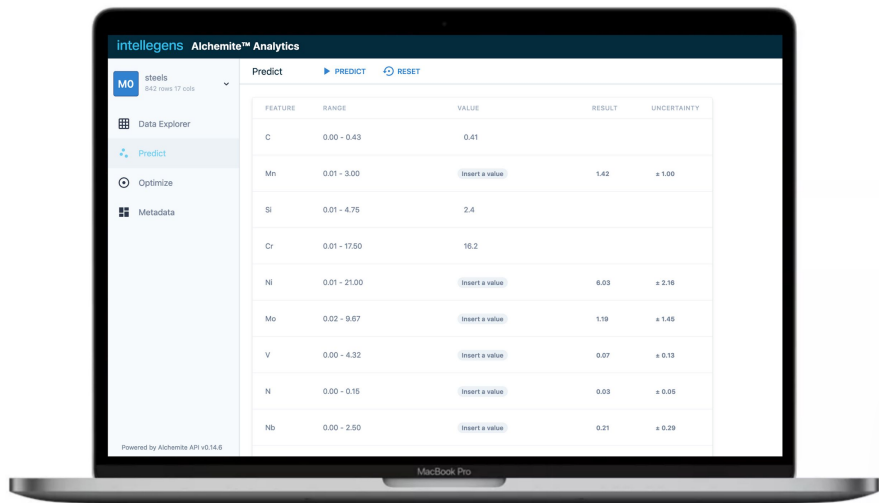 intellegens Alchemite™ Analytics
M0
steels
842 rows 17 cols
Predict
PREDICT
RESET
Data Explorer
Predict
Optimize
Metadata
FEATURE RANGE VALUE RESULT UNCERTAINTY
C 0.00 - 0.43 0.41
Mn 0.01 - 3.00 Insert a value 1.42 ± 1.00
Si 0.01 - 4.75 2.4
Cr 0.01 - 17.50 16.2
Ni 0.01 - 21.00 Insert a value 6.03 ± 2.16
Mo 0.02 - 9.67 Insert a value 1.19 ± 1.45
V 0.00 - 4.32 Insert a value 0.07 ± 0.13
N 0.00 - 0.15 Insert a value 0.03 ± 0.05
Nb 0.00 - 2.50 Insert a value 0.21 ± 0.29
Powered by Alchemite API v0.14.6
MacBook Pro